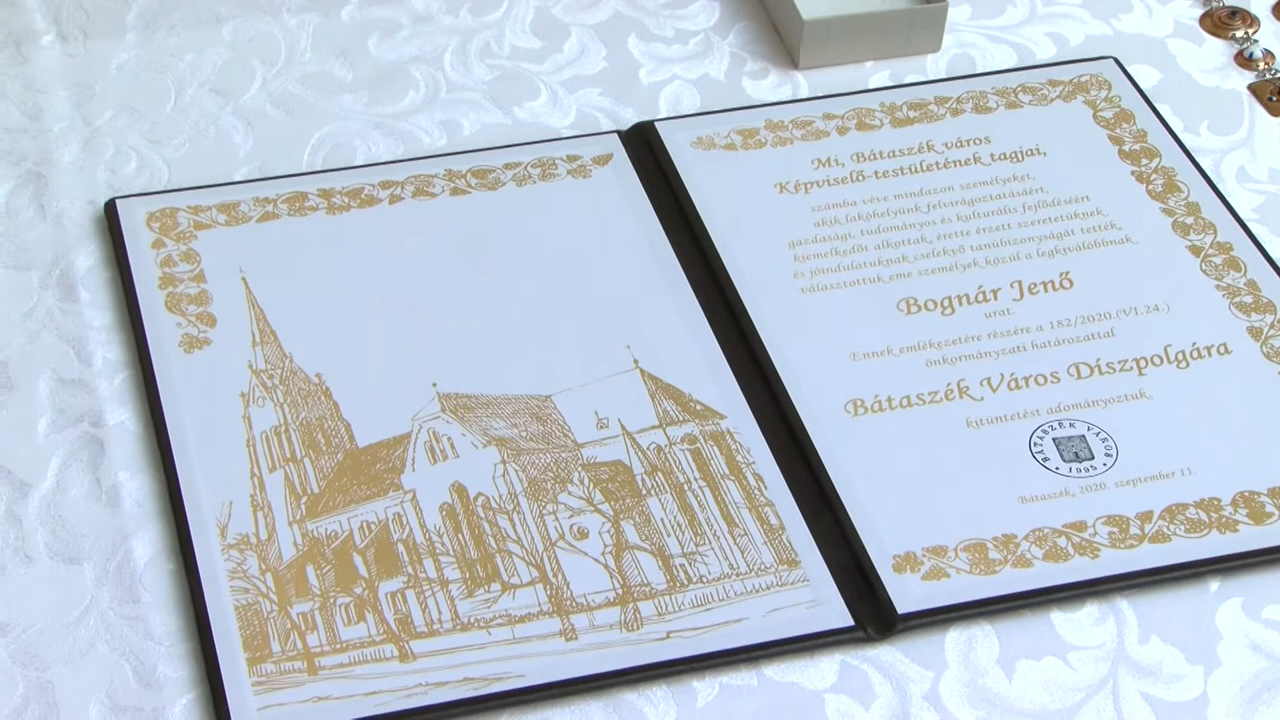 Mi, Bátaszék város
Képviselő-testületének tagjai,
számba véve mindazon személyeket,
akik lakóhelyünk felvirágoztatásáért,
gazdasági, tudományos és kulturális fejlődéséért
kiemelkedőt alkottak, érette érzett szeretetüknek
és jóindulatuknak cselekvő tanúbizonyságát tették,
választottuk eme személyek közül a legkiválóbbnak
Bognár Jenő
urat.
Ennek emlékezetére részére a 182/2020.(VI.24.)
önkormányzati határozattal
Bátaszék Város Díszpolgára
kitüntetést adományoztuk.
BÁTASZÉK VÁROS
• 1995 •
Bátaszék, 2020. szeptember 11.